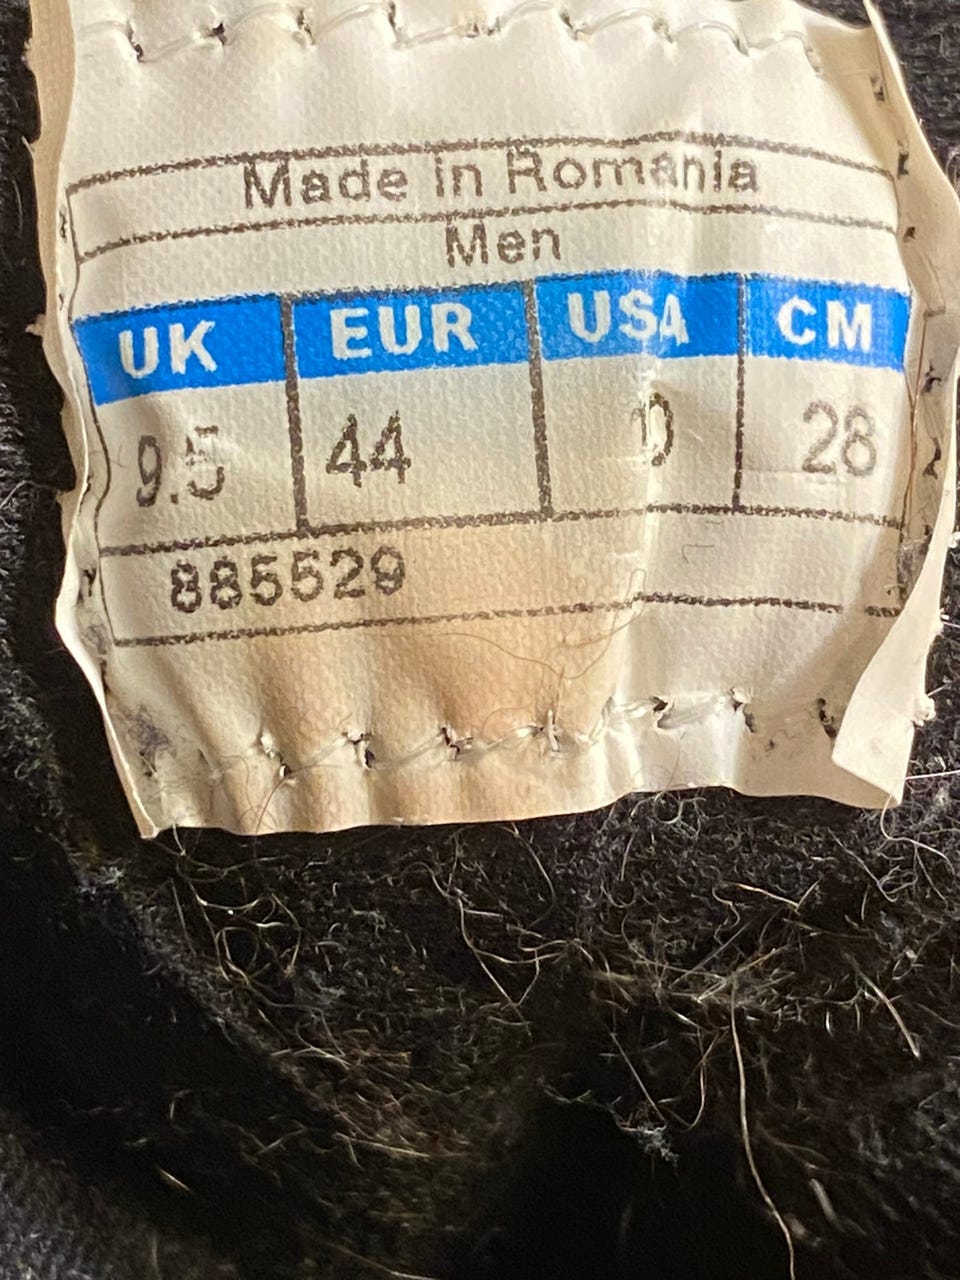 Made in Romania
Men
UK EUR USA CM
9.5 44 10 28
885529